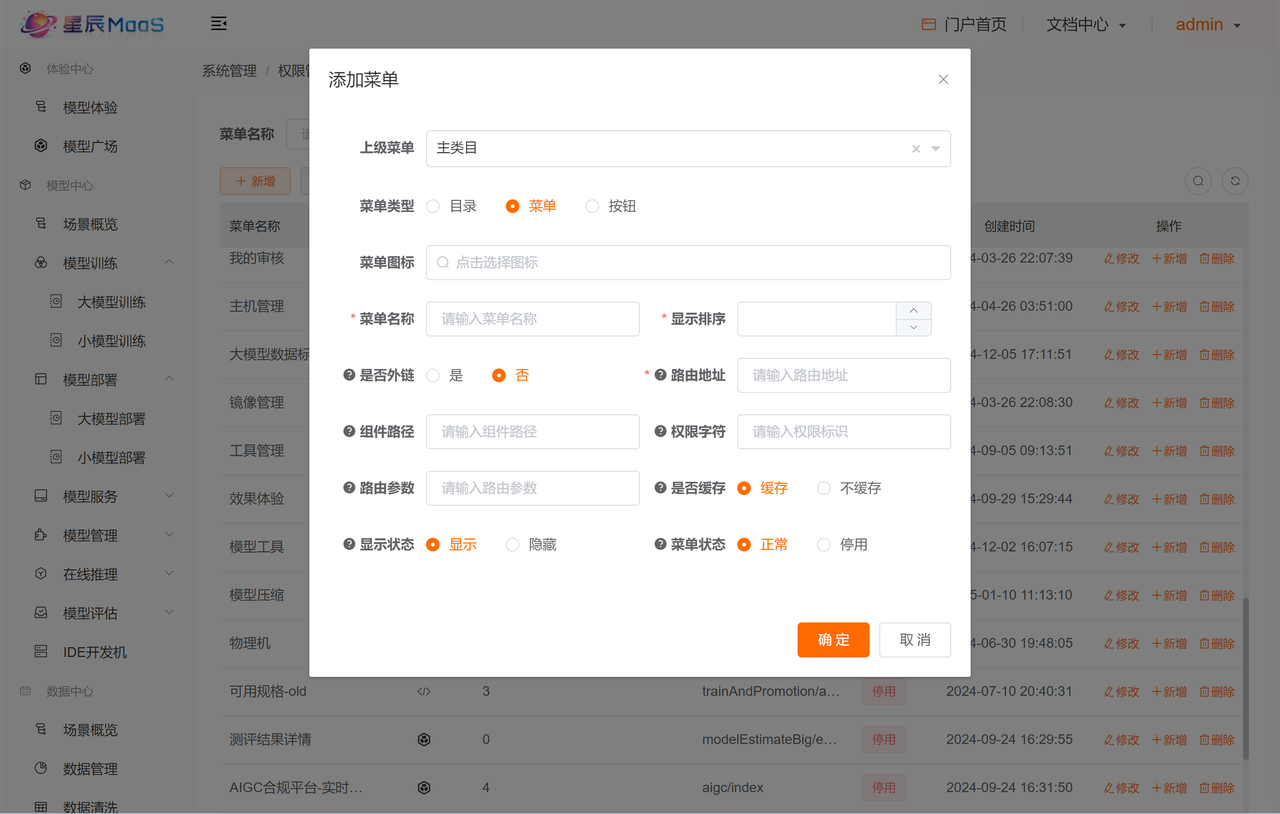 星辰MaaS
门户首页
文档中心
admin
体验中心
模型体验
模型广场
模型中心
场景概览
模型训练
大模型训练
小模型训练
模型部署
大模型部署
小模型部署
模型服务
模型管理
在线推理
模型评估
IDE开发机
数据中心
场景概览
数据管理
数据清洗
系统管理 / 权限
菜单名称
+ 新增
菜单名称 创建时间 操作
我的审核 4-03-26 22:07:39 修改 +新增 删除
主机管理 4-04-26 03:51:00 修改 +新增 删除
大模型数据标 4-12-05 17:11:51 修改 +新增 删除
镜像管理 4-03-26 22:08:30 修改 +新增 删除
工具管理 4-09-05 09:13:51 修改 +新增 删除
效果体验 4-09-29 15:29:44 修改 +新增 删除
模型工具 4-12-02 16:07:15 修改 +新增 删除
模型压缩 5-01-10 11:13:10 修改 +新增 删除
物理机 4-06-30 19:48:05 修改 +新增 删除
可用规格-old 3 trainAndPromotion/a... 停用 2024-07-10 20:40:31 修改 +新增 删除
测评结果详情 0 modelEstimateBig/e... 停用 2024-09-24 16:29:55 修改 +新增 删除
AIGC合规平台-实时... 4 aigc/index 停用 2024-09-24 16:31:50 修改 +新增 删除
添加菜单
上级菜单 主类目
菜单类型 目录 菜单 按钮
菜单图标 点击选择图标
* 菜单名称 请输入菜单名称 * 显示排序
是否外链 是 否 * 路由地址 请输入路由地址
组件路径 请输入组件路径 权限字符 请输入权限标识
路由参数 请输入路由参数 是否缓存 缓存 不缓存
显示状态 显示 隐藏 菜单状态 正常 停用
确 定 取 消